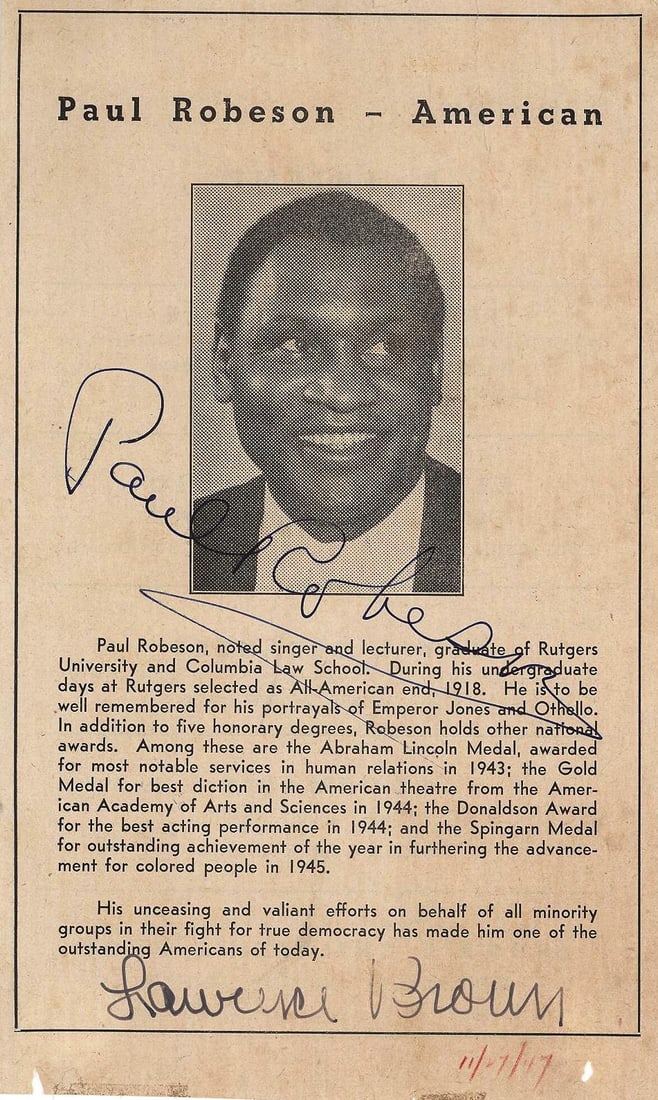 Paul Robeson – American
Paul Robeson
Paul Robeson, noted singer and lecturer, graduate of Rutgers
University and Columbia Law School. During his undergraduate
days at Rutgers selected as All-American end, 1918. He is to be
well remembered for his portrayals of Emperor Jones and Othello.
In addition to five honorary degrees, Robeson holds other national
awards. Among these are the Abraham Lincoln Medal, awarded
for most notable services in human relations in 1943; the Gold
Medal for best diction in the American theatre from the Amer-
ican Academy of Arts and Sciences in 1944; the Donaldson Award
for the best acting performance in 1944; and the Spingarn Medal
for outstanding achievement of the year in furthering the advance-
ment for colored people in 1945.
His unceasing and valiant efforts on behalf of all minority
groups in their fight for true democracy has made him one of the
outstanding Americans of today.
Lawrence Brown
11/27/47